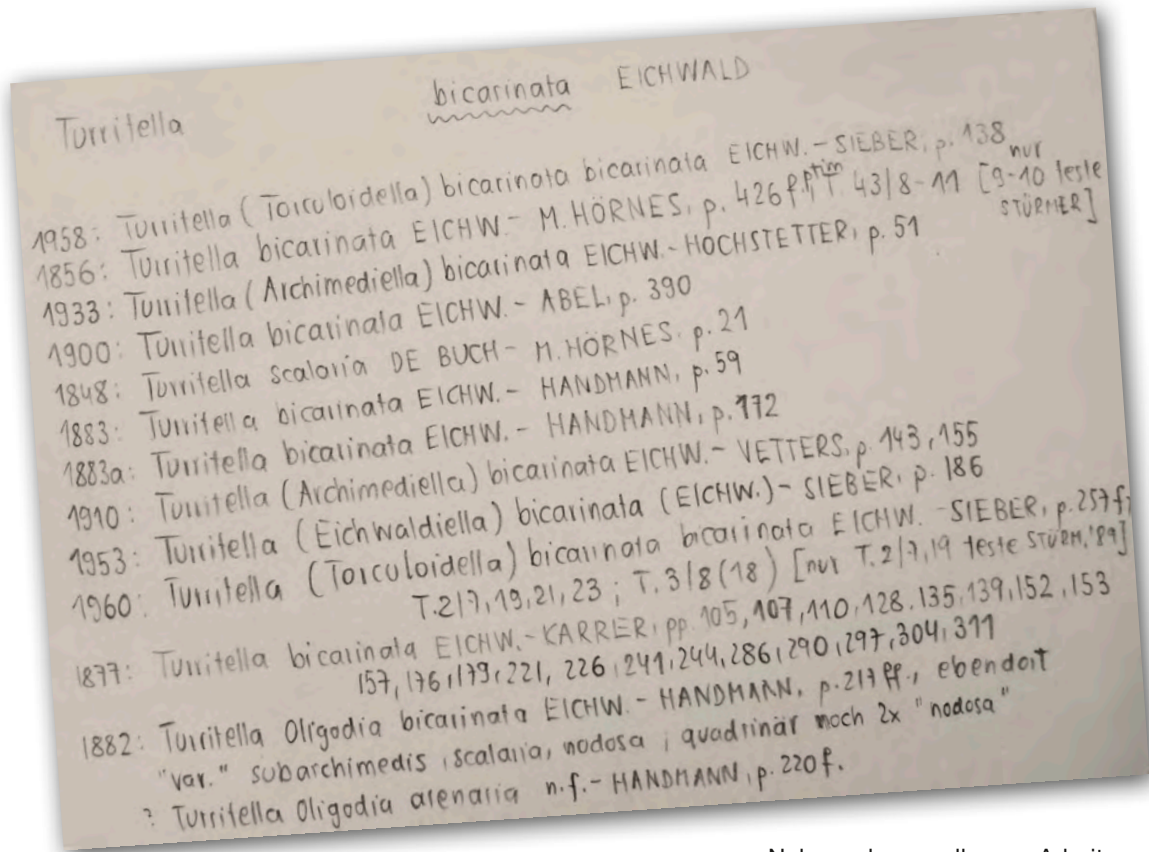 Turritella bicarinata EICHWALD
1958: Turritella (Torculoidella) bicarinata bicarinata EICHW. - SIEBER, p. 138
1856: Turritella bicarinata EICHW. - M. HÖRNES, p. 426 f. p.ptim, T. 43/8-11 [nur 9-10 teste STÜRMER]
1933: Turritella (Archimediella) bicarinata EICHW. - HOCHSTETTER, p. 51
1900: Turritella bicarinata EICHW. - ABEL, p. 390
1848: Turritella scalaria DE BUCH - M. HÖRNES. p. 21
1883: Turritella bicarinata EICHW. - HANDMANN, p. 59
1883a: Turritella bicarinata EICHW. - HANDMANN, p. 172
1910: Turritella (Archimediella) bicarinata EICHW. - VETTERS, p. 143, 155
1953: Turritella (Eichwaldiella) bicarinata (EICHW.) - SIEBER, p. 186
1960: Turritella (Torculoidella) bicarinata bicarinata EICHW. - SIEBER, p. 257 f,
T. 2/7, 19, 21, 23; T. 3/8 (18) [nur T. 2/7, 19 teste STÜRM. '89]
1877: Turritella bicarinata EICHW. - KARRER, pp. 105, 107, 110, 128, 135, 139, 152, 153
157, 176, 179, 221, 226, 241, 244, 286, 290, 297, 304, 311
1882: Turritella Oligodia bicarinata EICHW. - HANDMANN, p. 217 ff., ebendort
"var." subarchimedis, scalaria, nodosa; quadrinär noch 2x "nodosa"
? Turritella Oligodia arenaria n.f. - HANDMANN, p. 220 f.